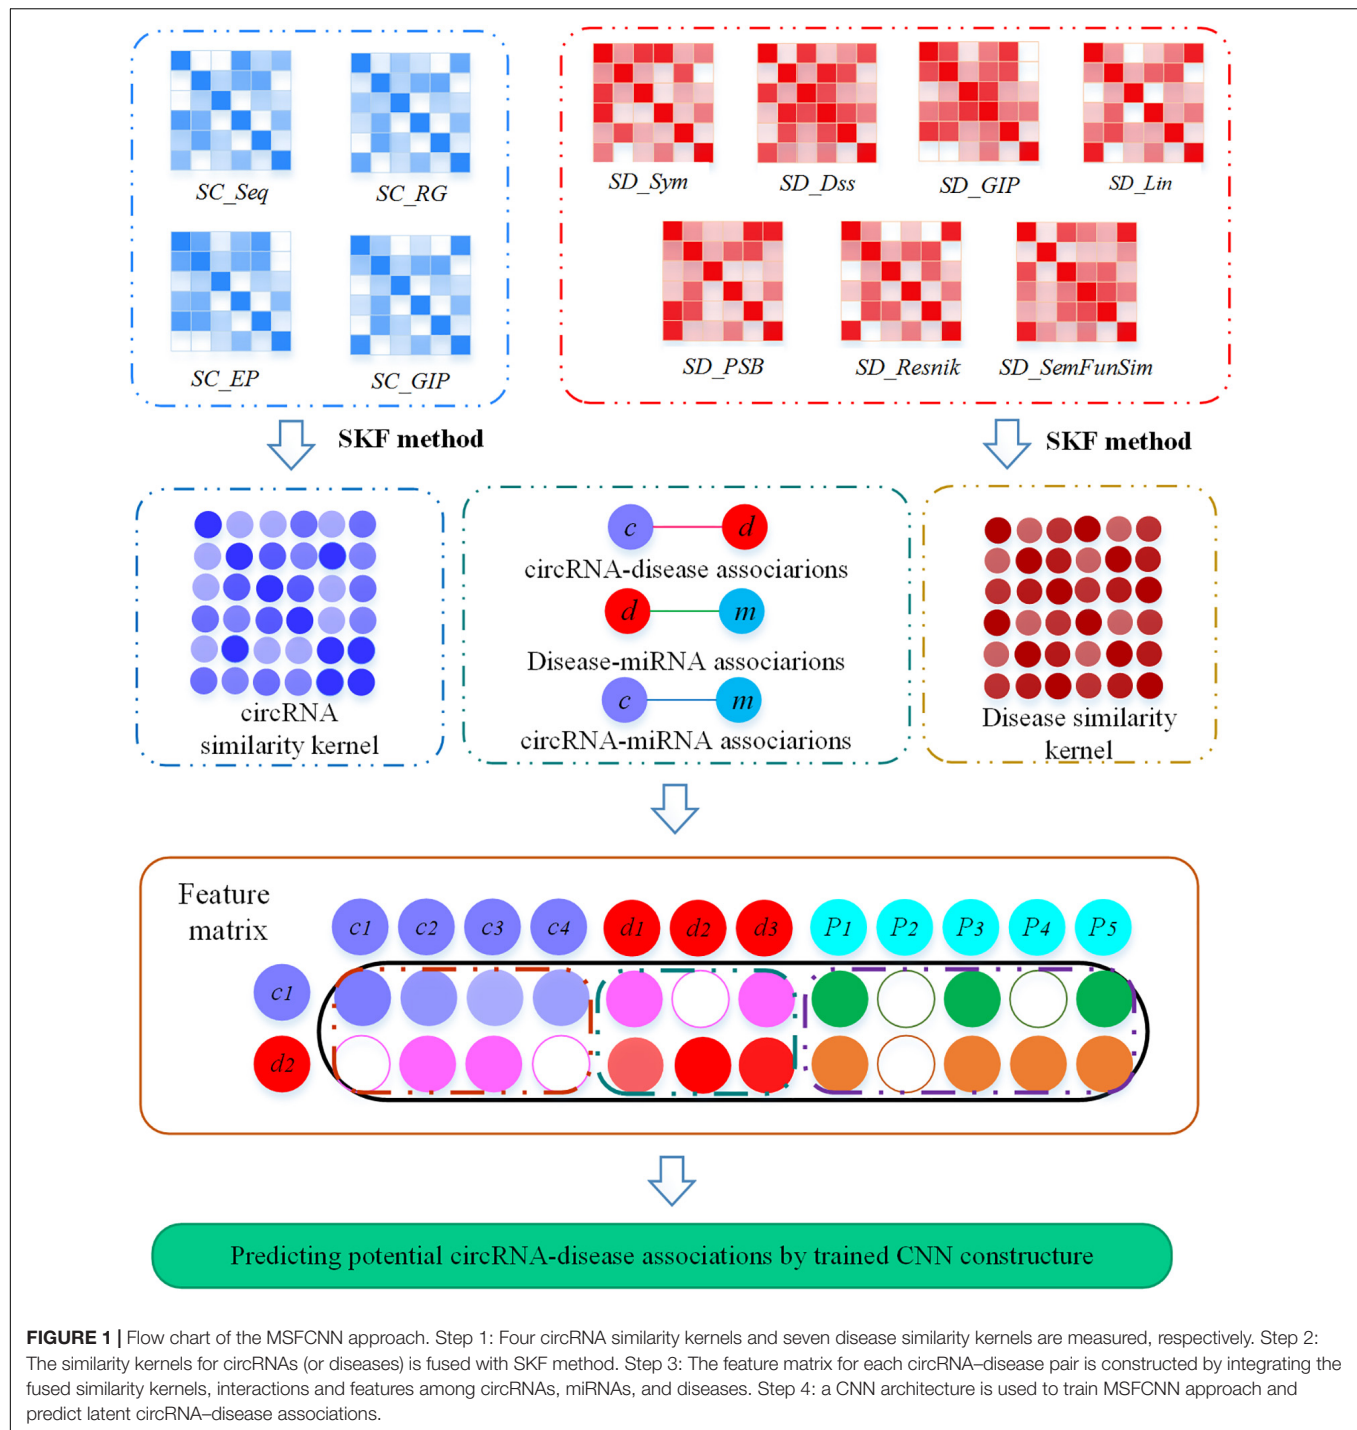 SC_Seq
SC_RG
SC_EP
SC_GIP
SD_Sym
SD_Dss
SD_GIP
SD_Lin
SD_PSB
SD_Resnik
SD_SemFunSim
SKF method
SKF method
circRNA
similarity kernel
c d
circRNA-disease associarions
d m
Disease-miRNA associarions
c m
circRNA-miRNA associarions
Disease similarity
kernel
Feature
matrix
c1 c2 c3 c4 d1 d2 d3 P1 P2 P3 P4 P5
c1
d2
Predicting potential circRNA-disease associations by trained CNN constructure
FIGURE 1 | Flow chart of the MSFCNN approach. Step 1: Four circRNA similarity kernels and seven disease similarity kernels are measured, respectively. Step 2:
The similarity kernels for circRNAs (or diseases) is fused with SKF method. Step 3: The feature matrix for each circRNA–disease pair is constructed by integrating the
fused similarity kernels, interactions and features among circRNAs, miRNAs, and diseases. Step 4: a CNN architecture is used to train MSFCNN approach and
predict latent circRNA–disease associations.